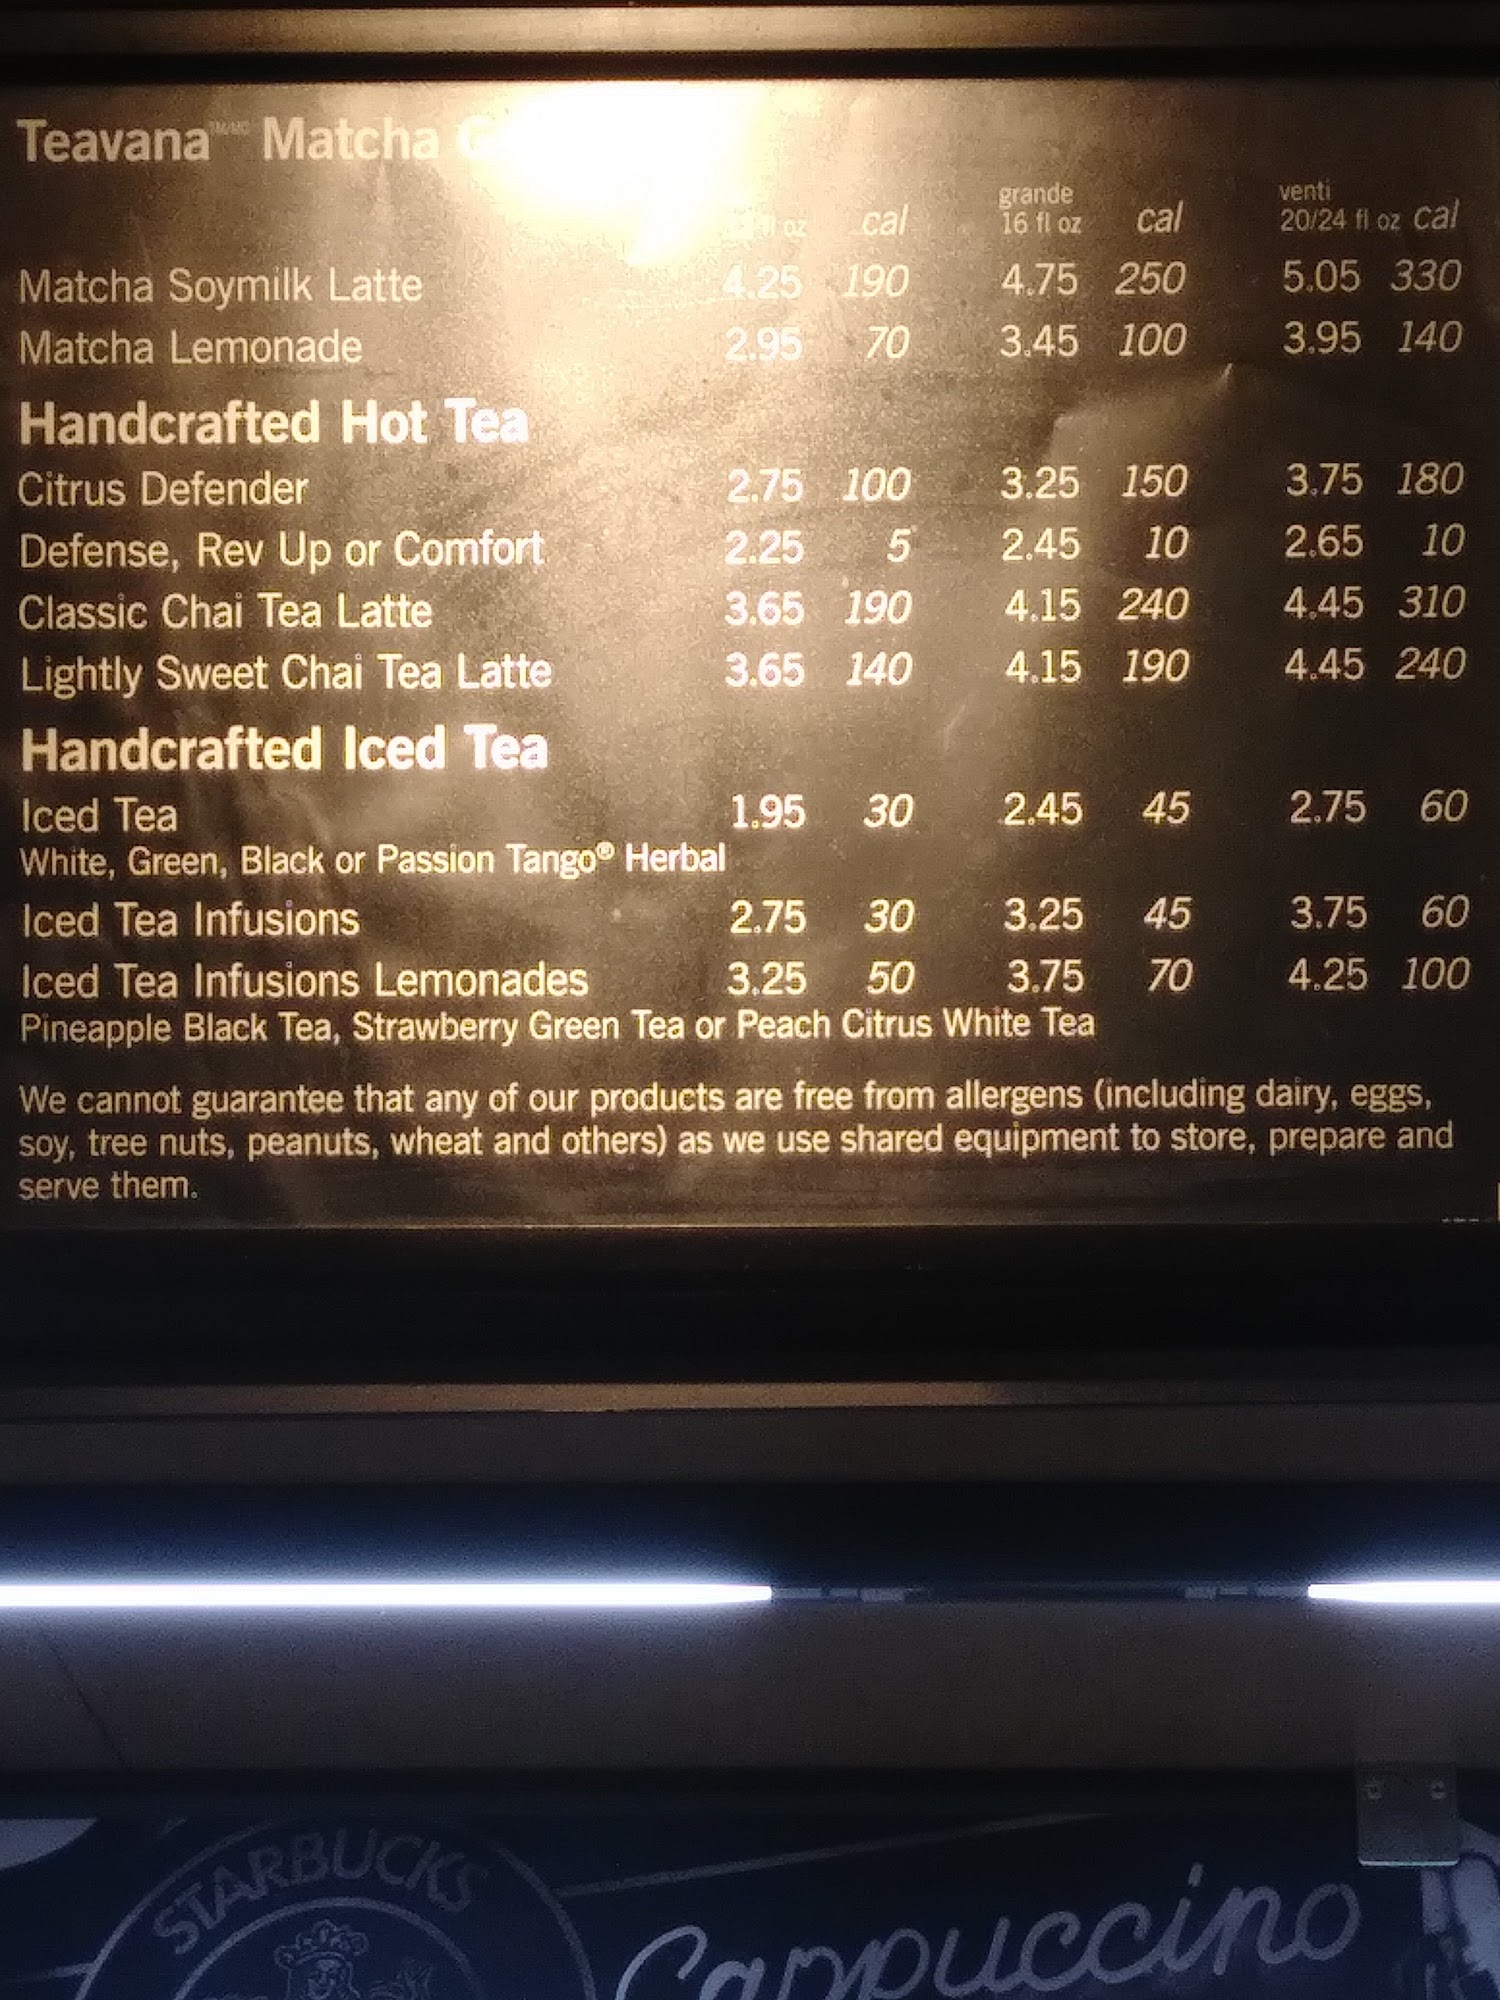 Teavana™/MC Matcha
grande venti
fl oz cal 16 fl oz cal 20/24 fl oz cal
Matcha Soymilk Latte 4.25 190 4.75 250 5.05 330
Matcha Lemonade 2.95 70 3.45 100 3.95 140
Handcrafted Hot Tea
Citrus Defender 2.75 100 3.25 150 3.75 180
Defense, Rev Up or Comfort 2.25 5 2.45 10 2.65 10
Classic Chai Tea Latte 3.65 190 4.15 240 4.45 310
Lightly Sweet Chai Tea Latte 3.65 140 4.15 190 4.45 240
Handcrafted Iced Tea
Iced Tea 1.95 30 2.45 45 2.75 60
White, Green, Black or Passion Tango® Herbal
Iced Tea Infusions 2.75 30 3.25 45 3.75 60
Iced Tea Infusions Lemonades 3.25 50 3.75 70 4.25 100
Pineapple Black Tea, Strawberry Green Tea or Peach Citrus White Tea
We cannot guarantee that any of our products are free from allergens (including dairy, eggs,
soy, tree nuts, peanuts, wheat and others) as we use shared equipment to store, prepare and
serve them.
STARBUCKS
Cappuccino